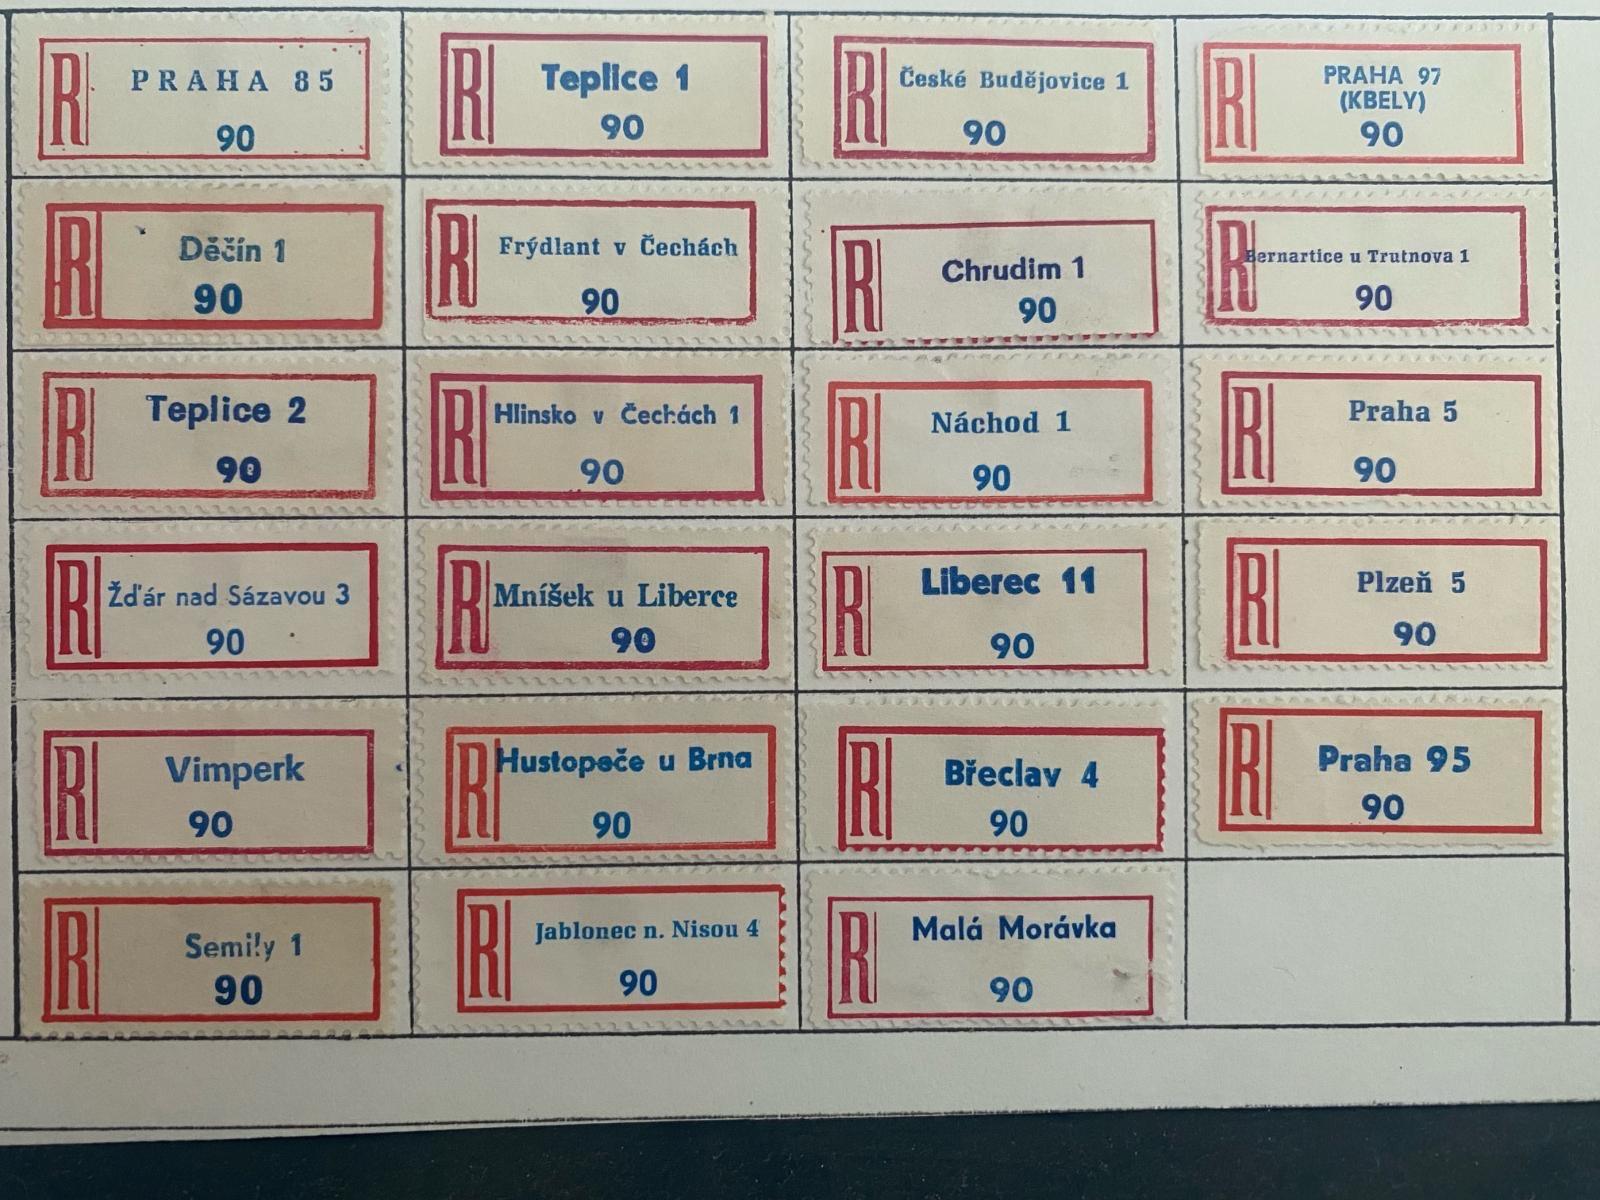 R PRAHA 85
90
R Teplice 1
90
R České Budějovice 1
90
R PRAHA 97
(KBELY)
90
R Děčín 1
90
R Frýdlant v Čechách
90
R Chrudim 1
90
R Bernartice u Trutnova 1
90
R Teplice 2
90
R Hlinsko v Čechách 1
90
R Náchod 1
90
R Praha 5
90
R Žďár nad Sázavou 3
90
R Mníšek u Liberce
90
R Liberec 11
90
R Plzeň 5
90
R Vimperk
90
R Hustopeče u Brna
90
R Břeclav 4
90
R Praha 95
90
R Semily 1
90
R Jablonec n. Nisou 4
90
R Malá Morávka
90